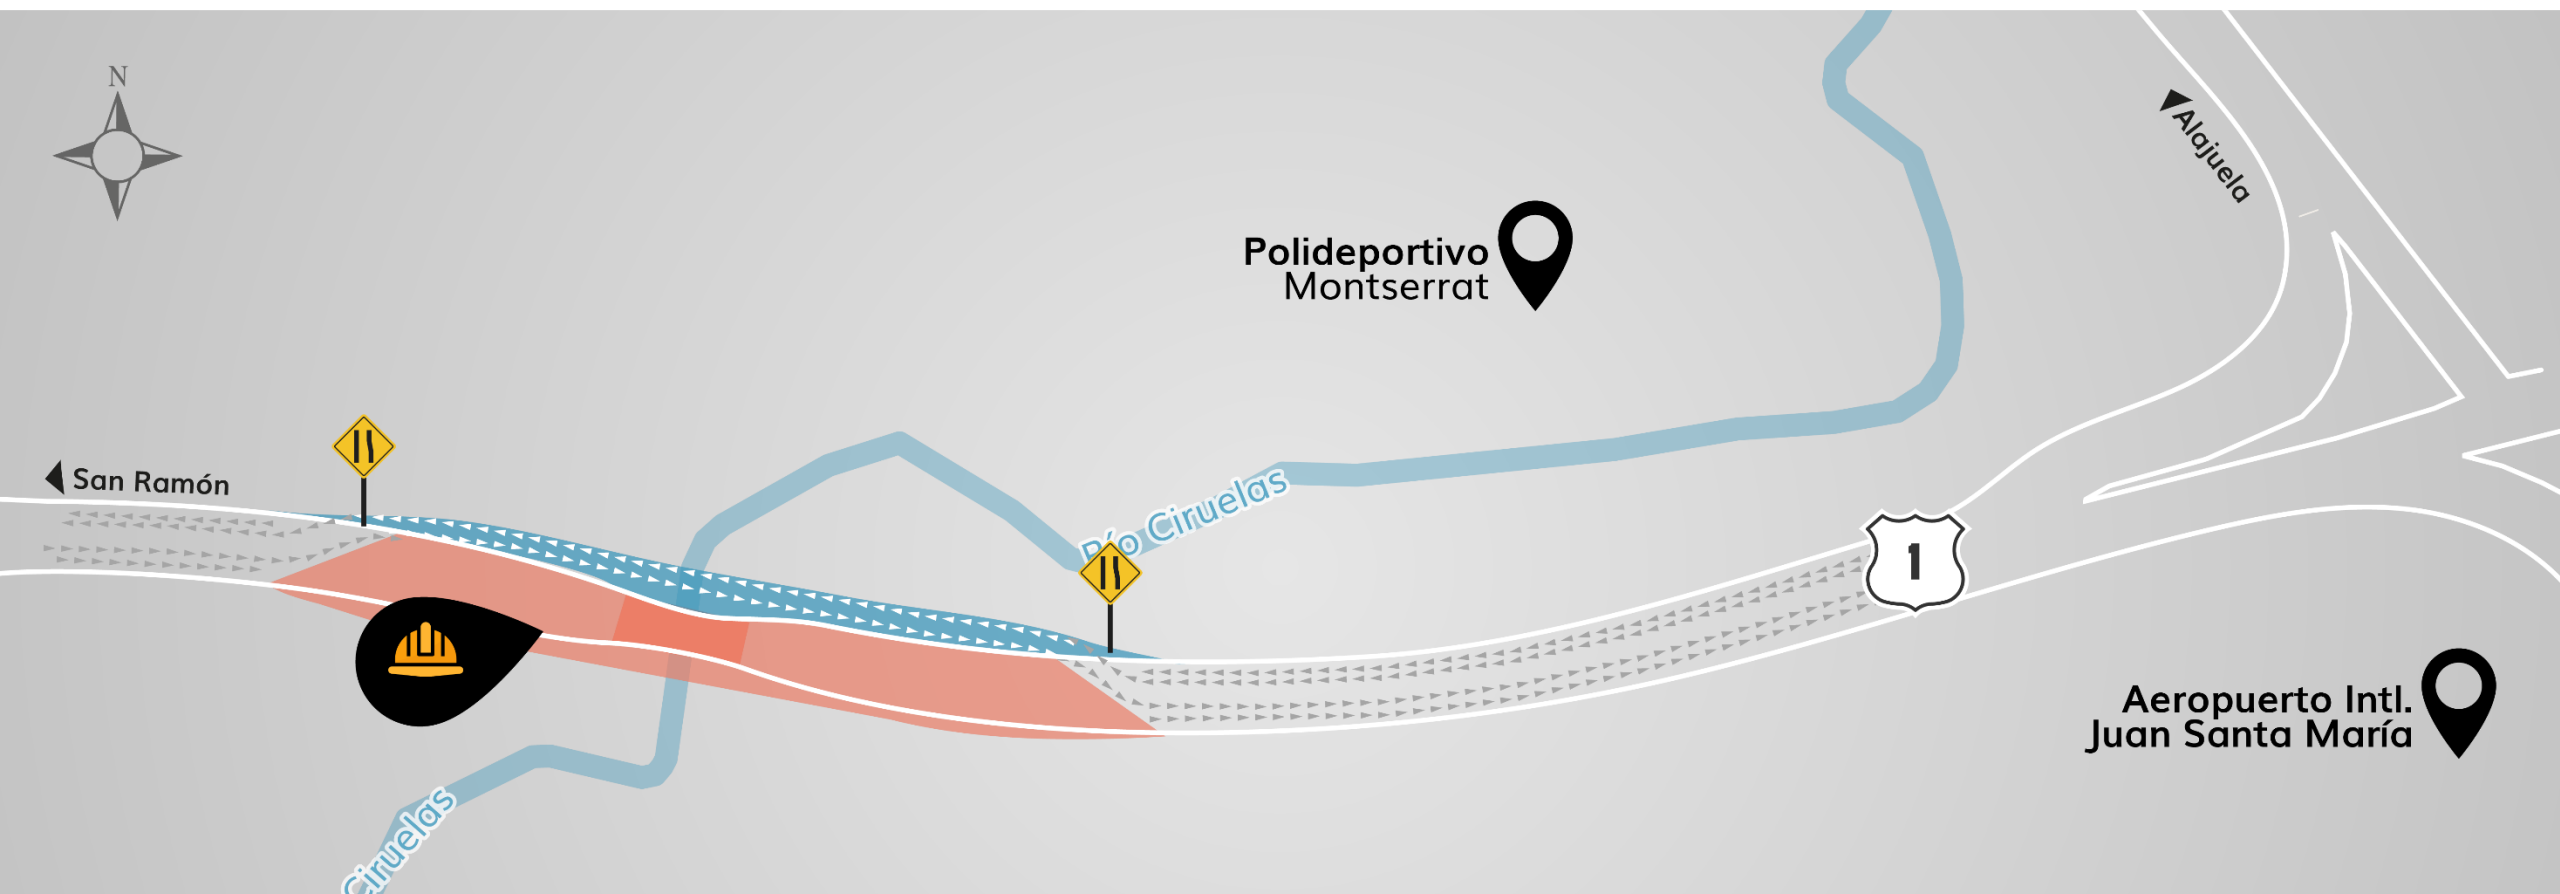 N
Alajuela
Polideportivo
Montserrat
San Ramón
Río Ciruelas
1
Aeropuerto Intl.
Juan Santa María
Ciruelas